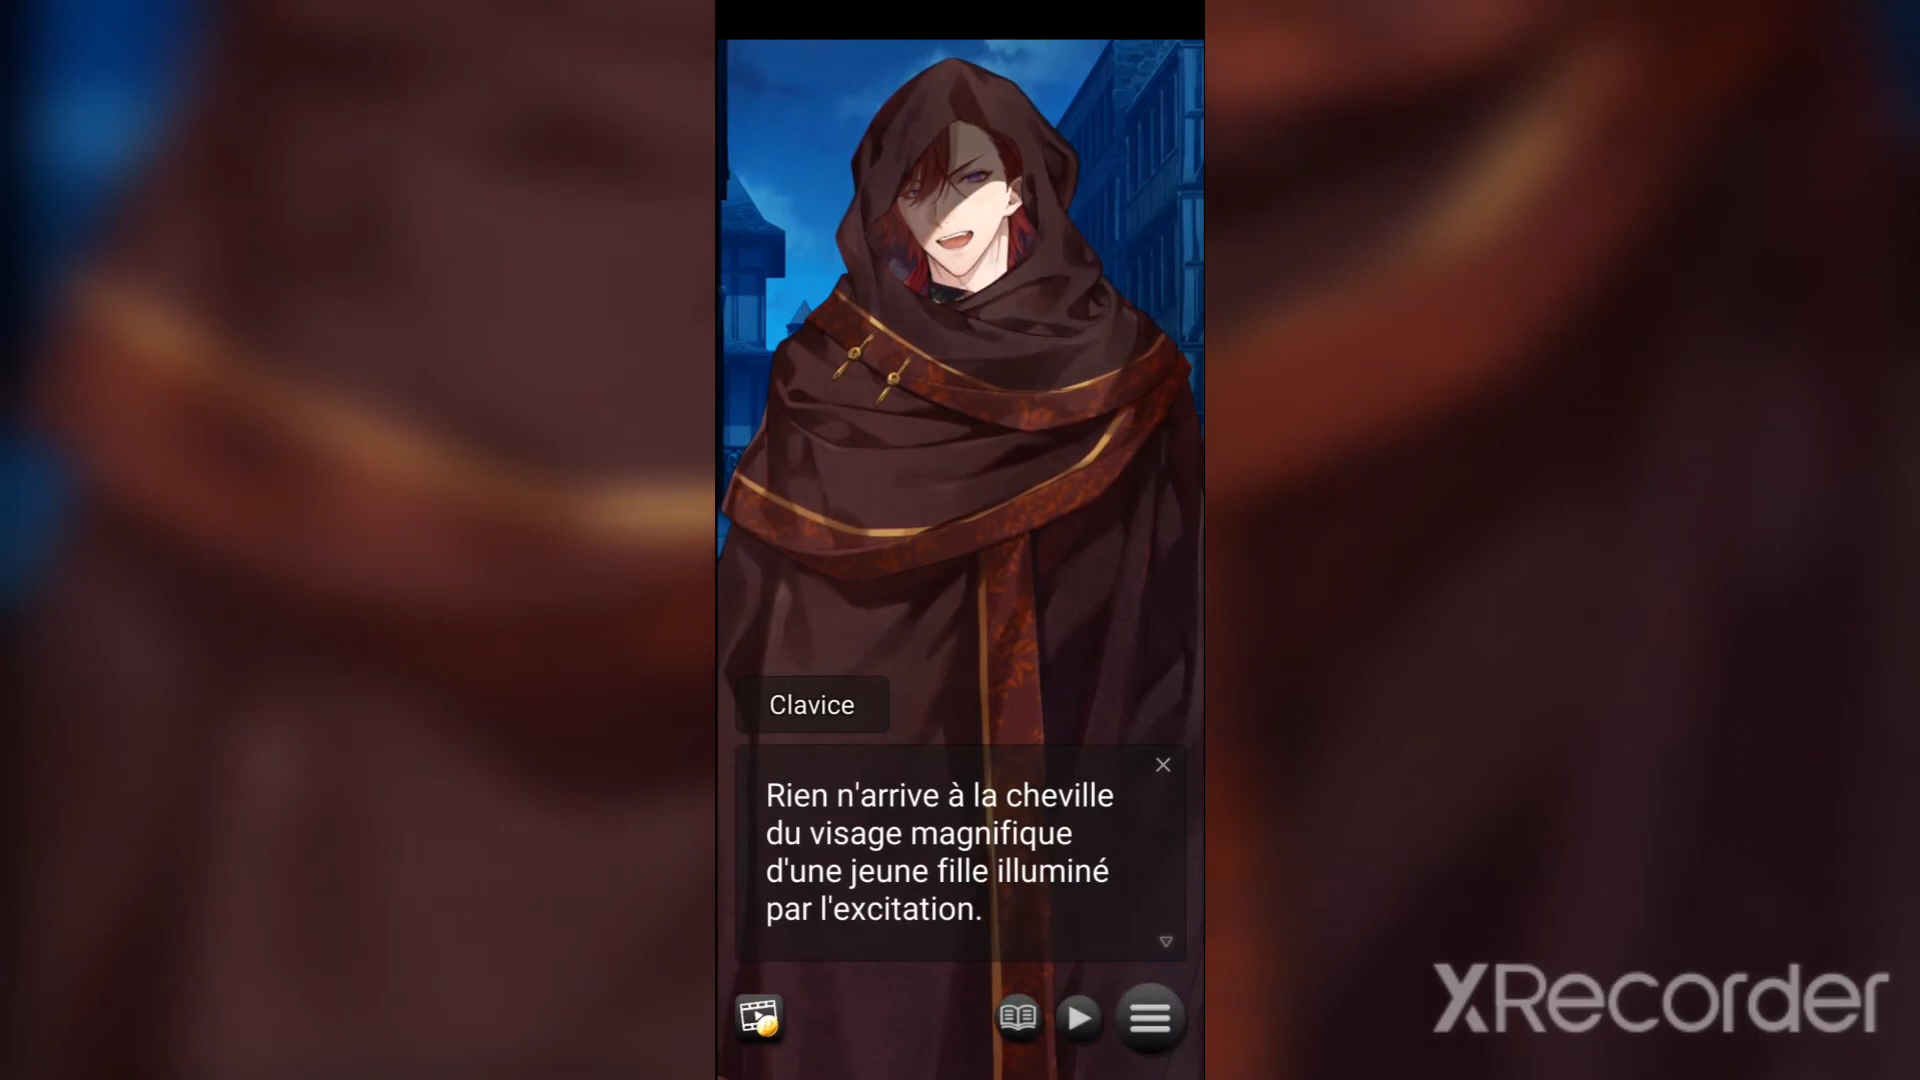 Clavice
Rien n'arrive à la cheville
du visage magnifique
d'une jeune fille illuminé
par l'excitation.
XRecorder